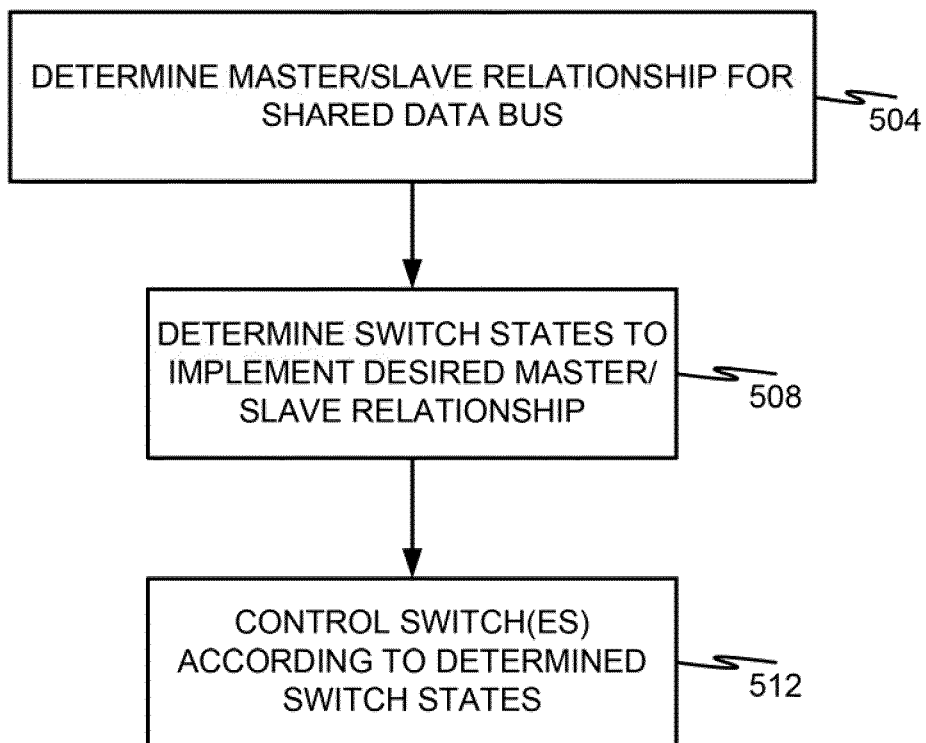 DETERMINE MASTER/SLAVE RELATIONSHIP FOR
SHARED DATA BUS
504
DETERMINE SWITCH STATES TO
IMPLEMENT DESIRED MASTER/
SLAVE RELATIONSHIP
508
CONTROL SWITCH(ES)
ACCORDING TO DETERMINED
SWITCH STATES
512